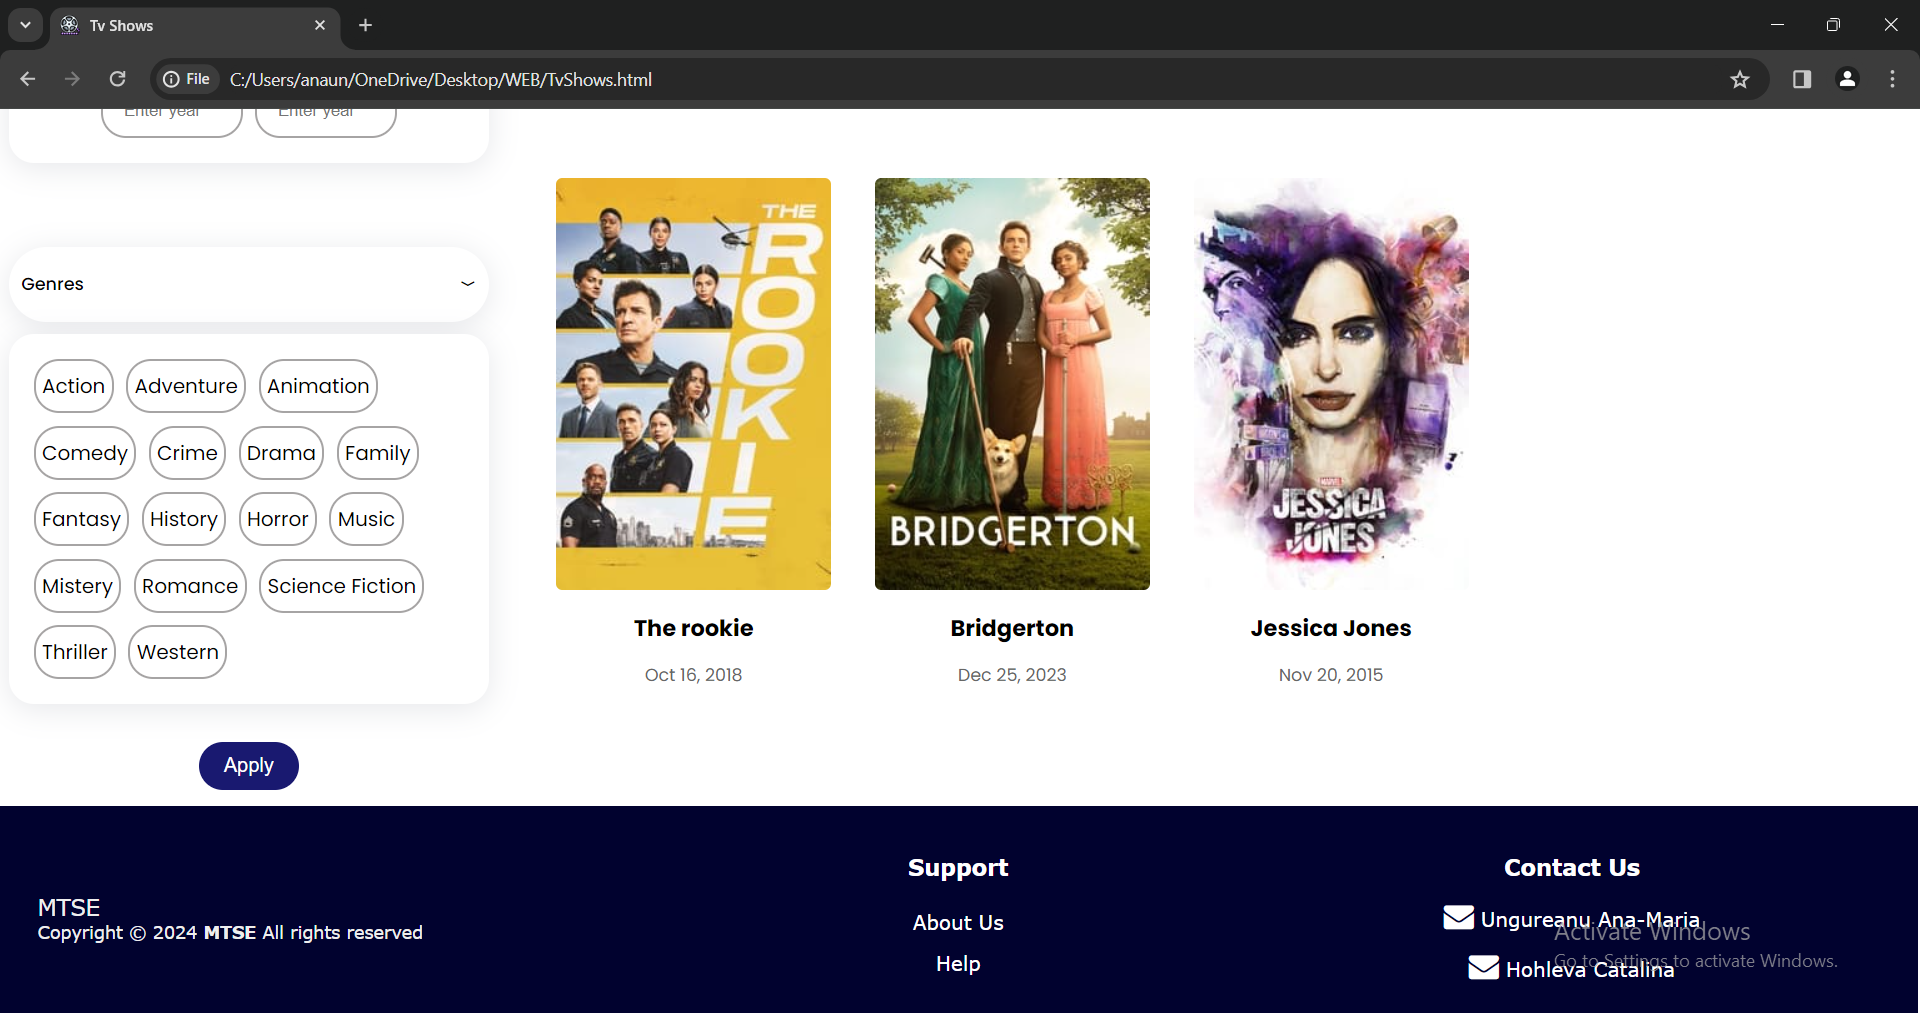 Tv Shows
File
C:/Users/anaun/OneDrive/Desktop/WEB/TvShows.html
Enter year Enter year
Genres
Action Adventure Animation
Comedy Crime Drama Family
Fantasy History Horror Music
Mistery Romance Science Fiction
Thriller Western
Apply
THE
ROOKIE
BRIDGERTON
MARVEL
JESSICA
JONES
The rookie
Oct 16, 2018
Bridgerton
Dec 25, 2023
Jessica Jones
Nov 20, 2015
MTSE
Copyright © 2024 MTSE All rights reserved
Support
About Us
Help
Contact Us
Ungureanu Ana-Maria
Hohleva Catalina
Activate Windows
Go to Settings to activate Windows.